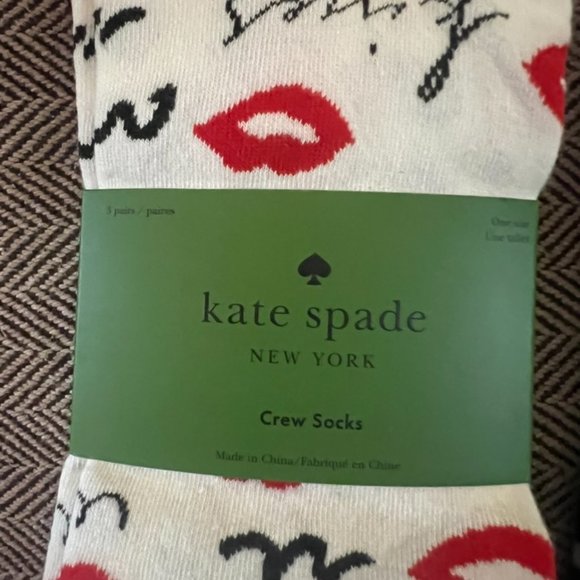 3 pairs / paires
One size
Une taille
kate spade
NEW YORK
Crew Socks
Made in China/Fabriqué en Chine